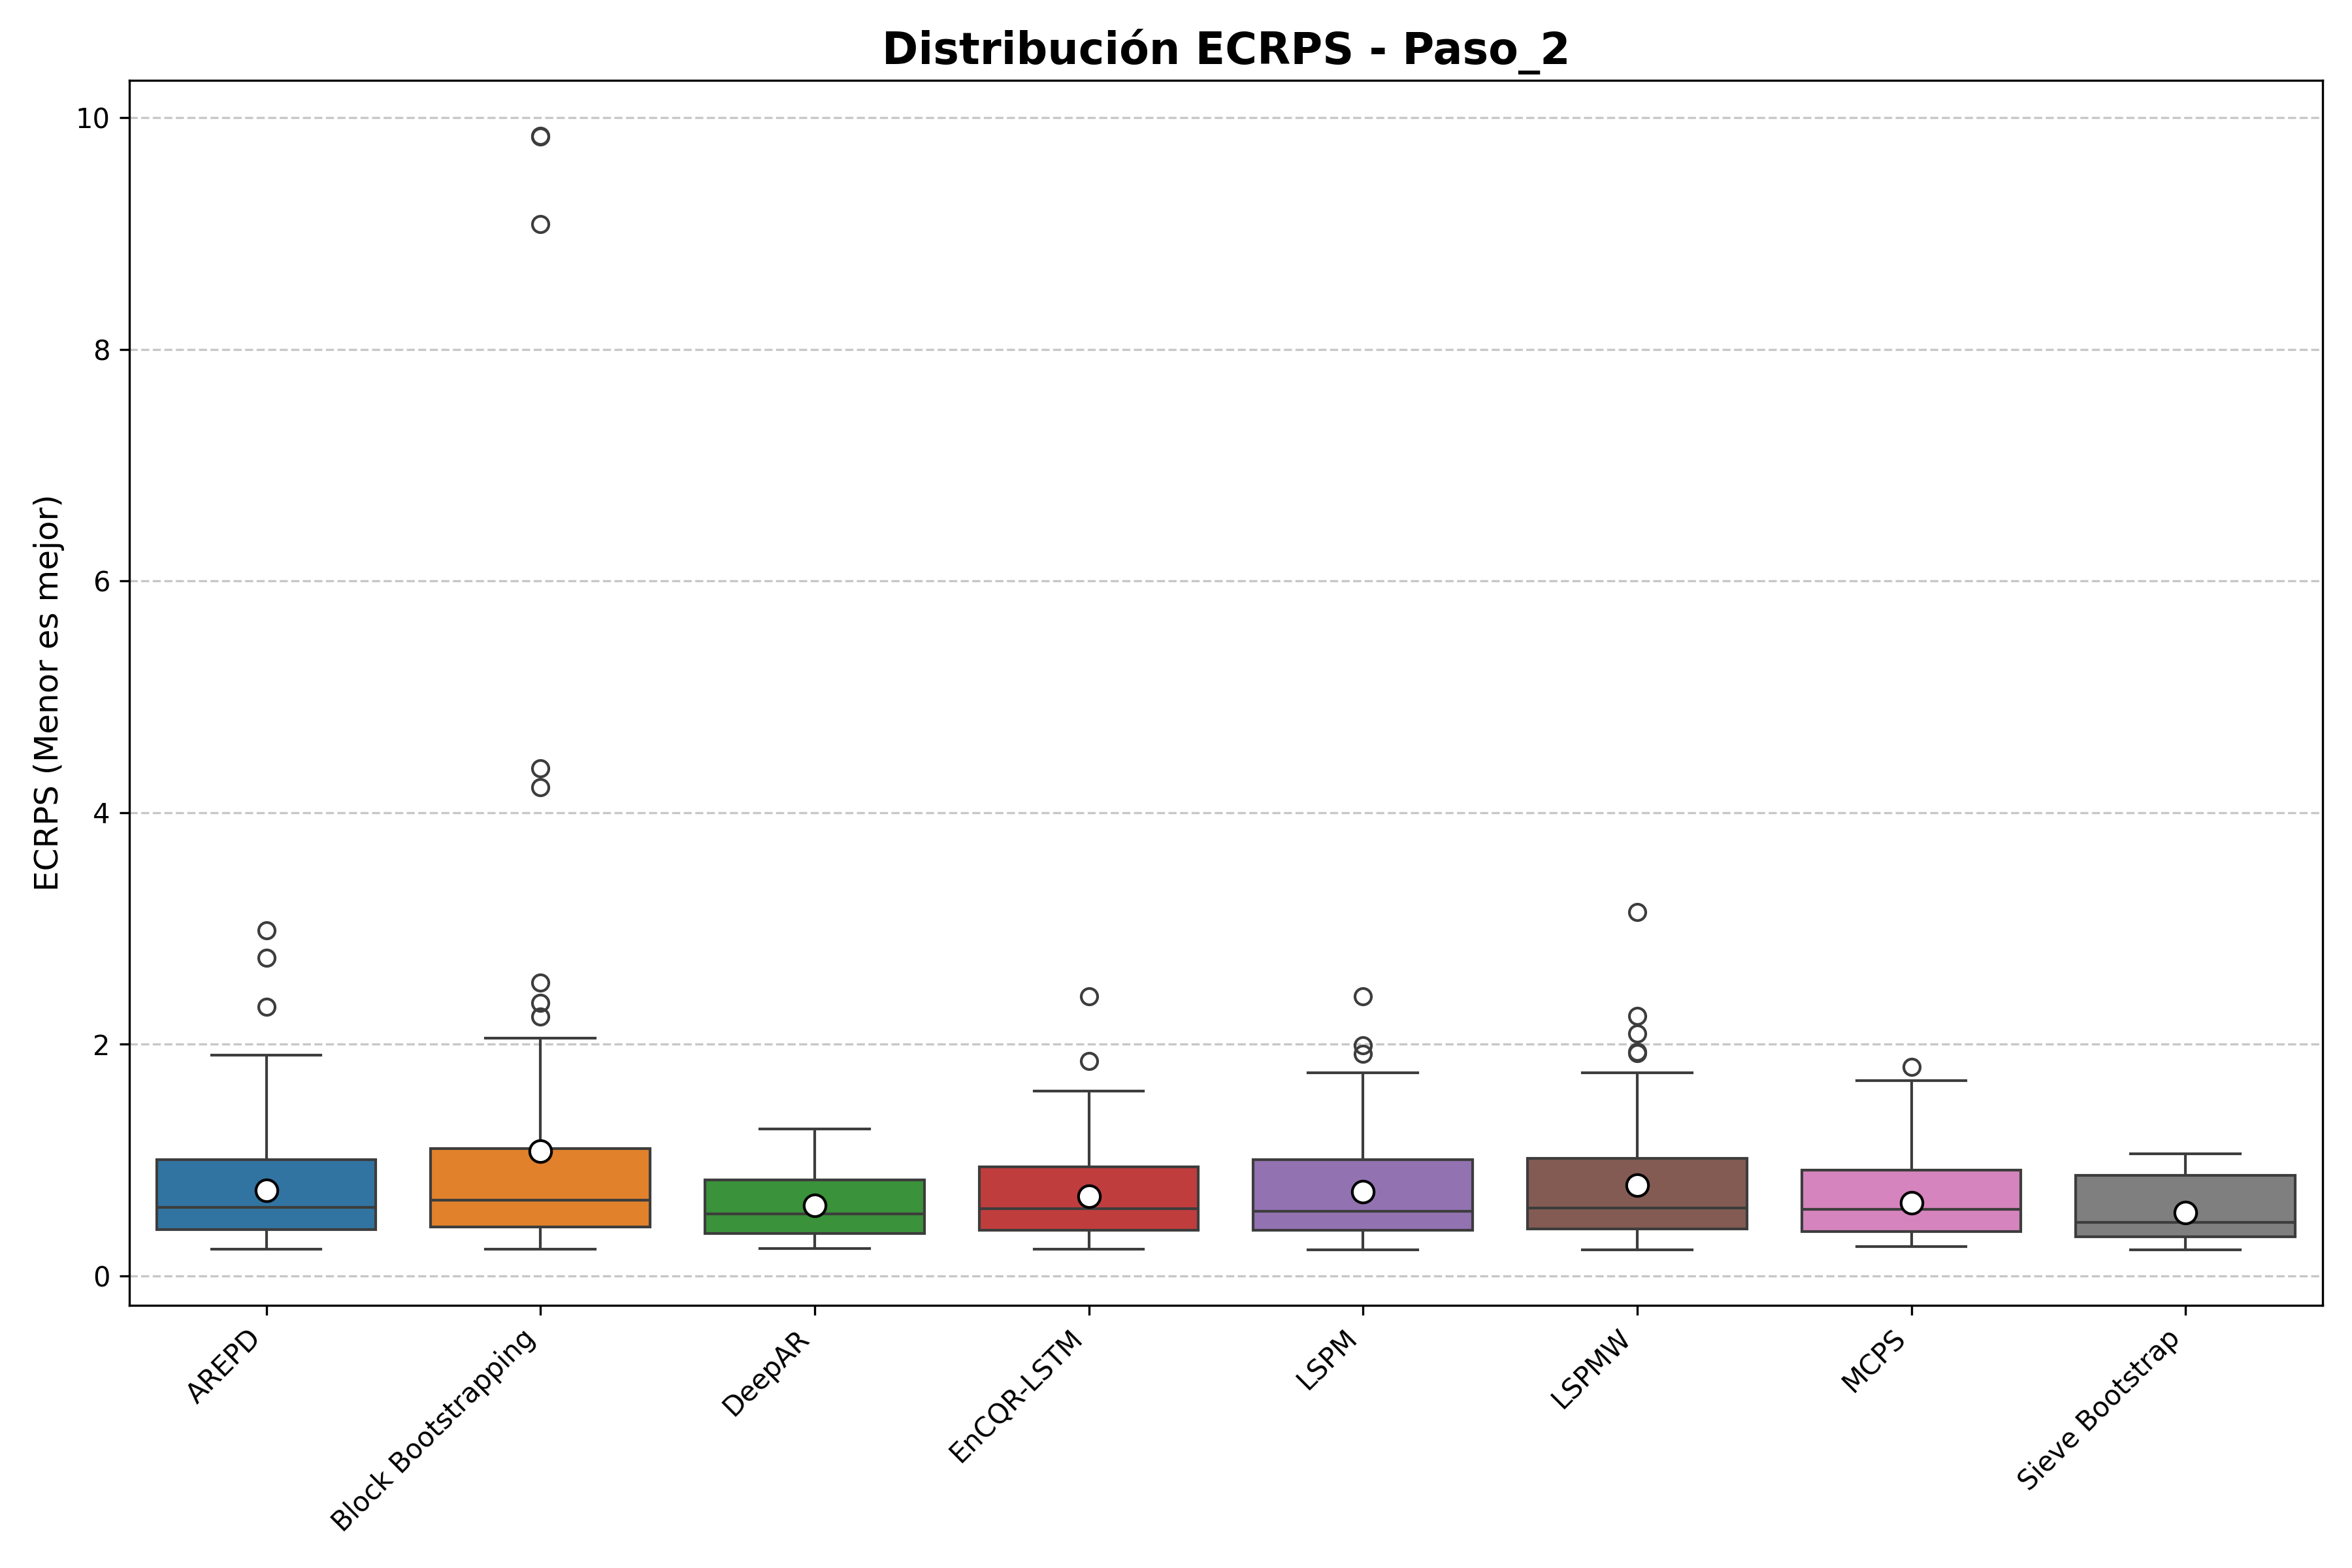 Distribución ECRPS - Paso_2
ECRPS (Menor es mejor)
10
8
6
4
2
0
AREPD
Block Bootstrapping
DeepAR
EnCQR-LSTM
LSPM
LSPMW
MCPS
Sieve Bootstrap